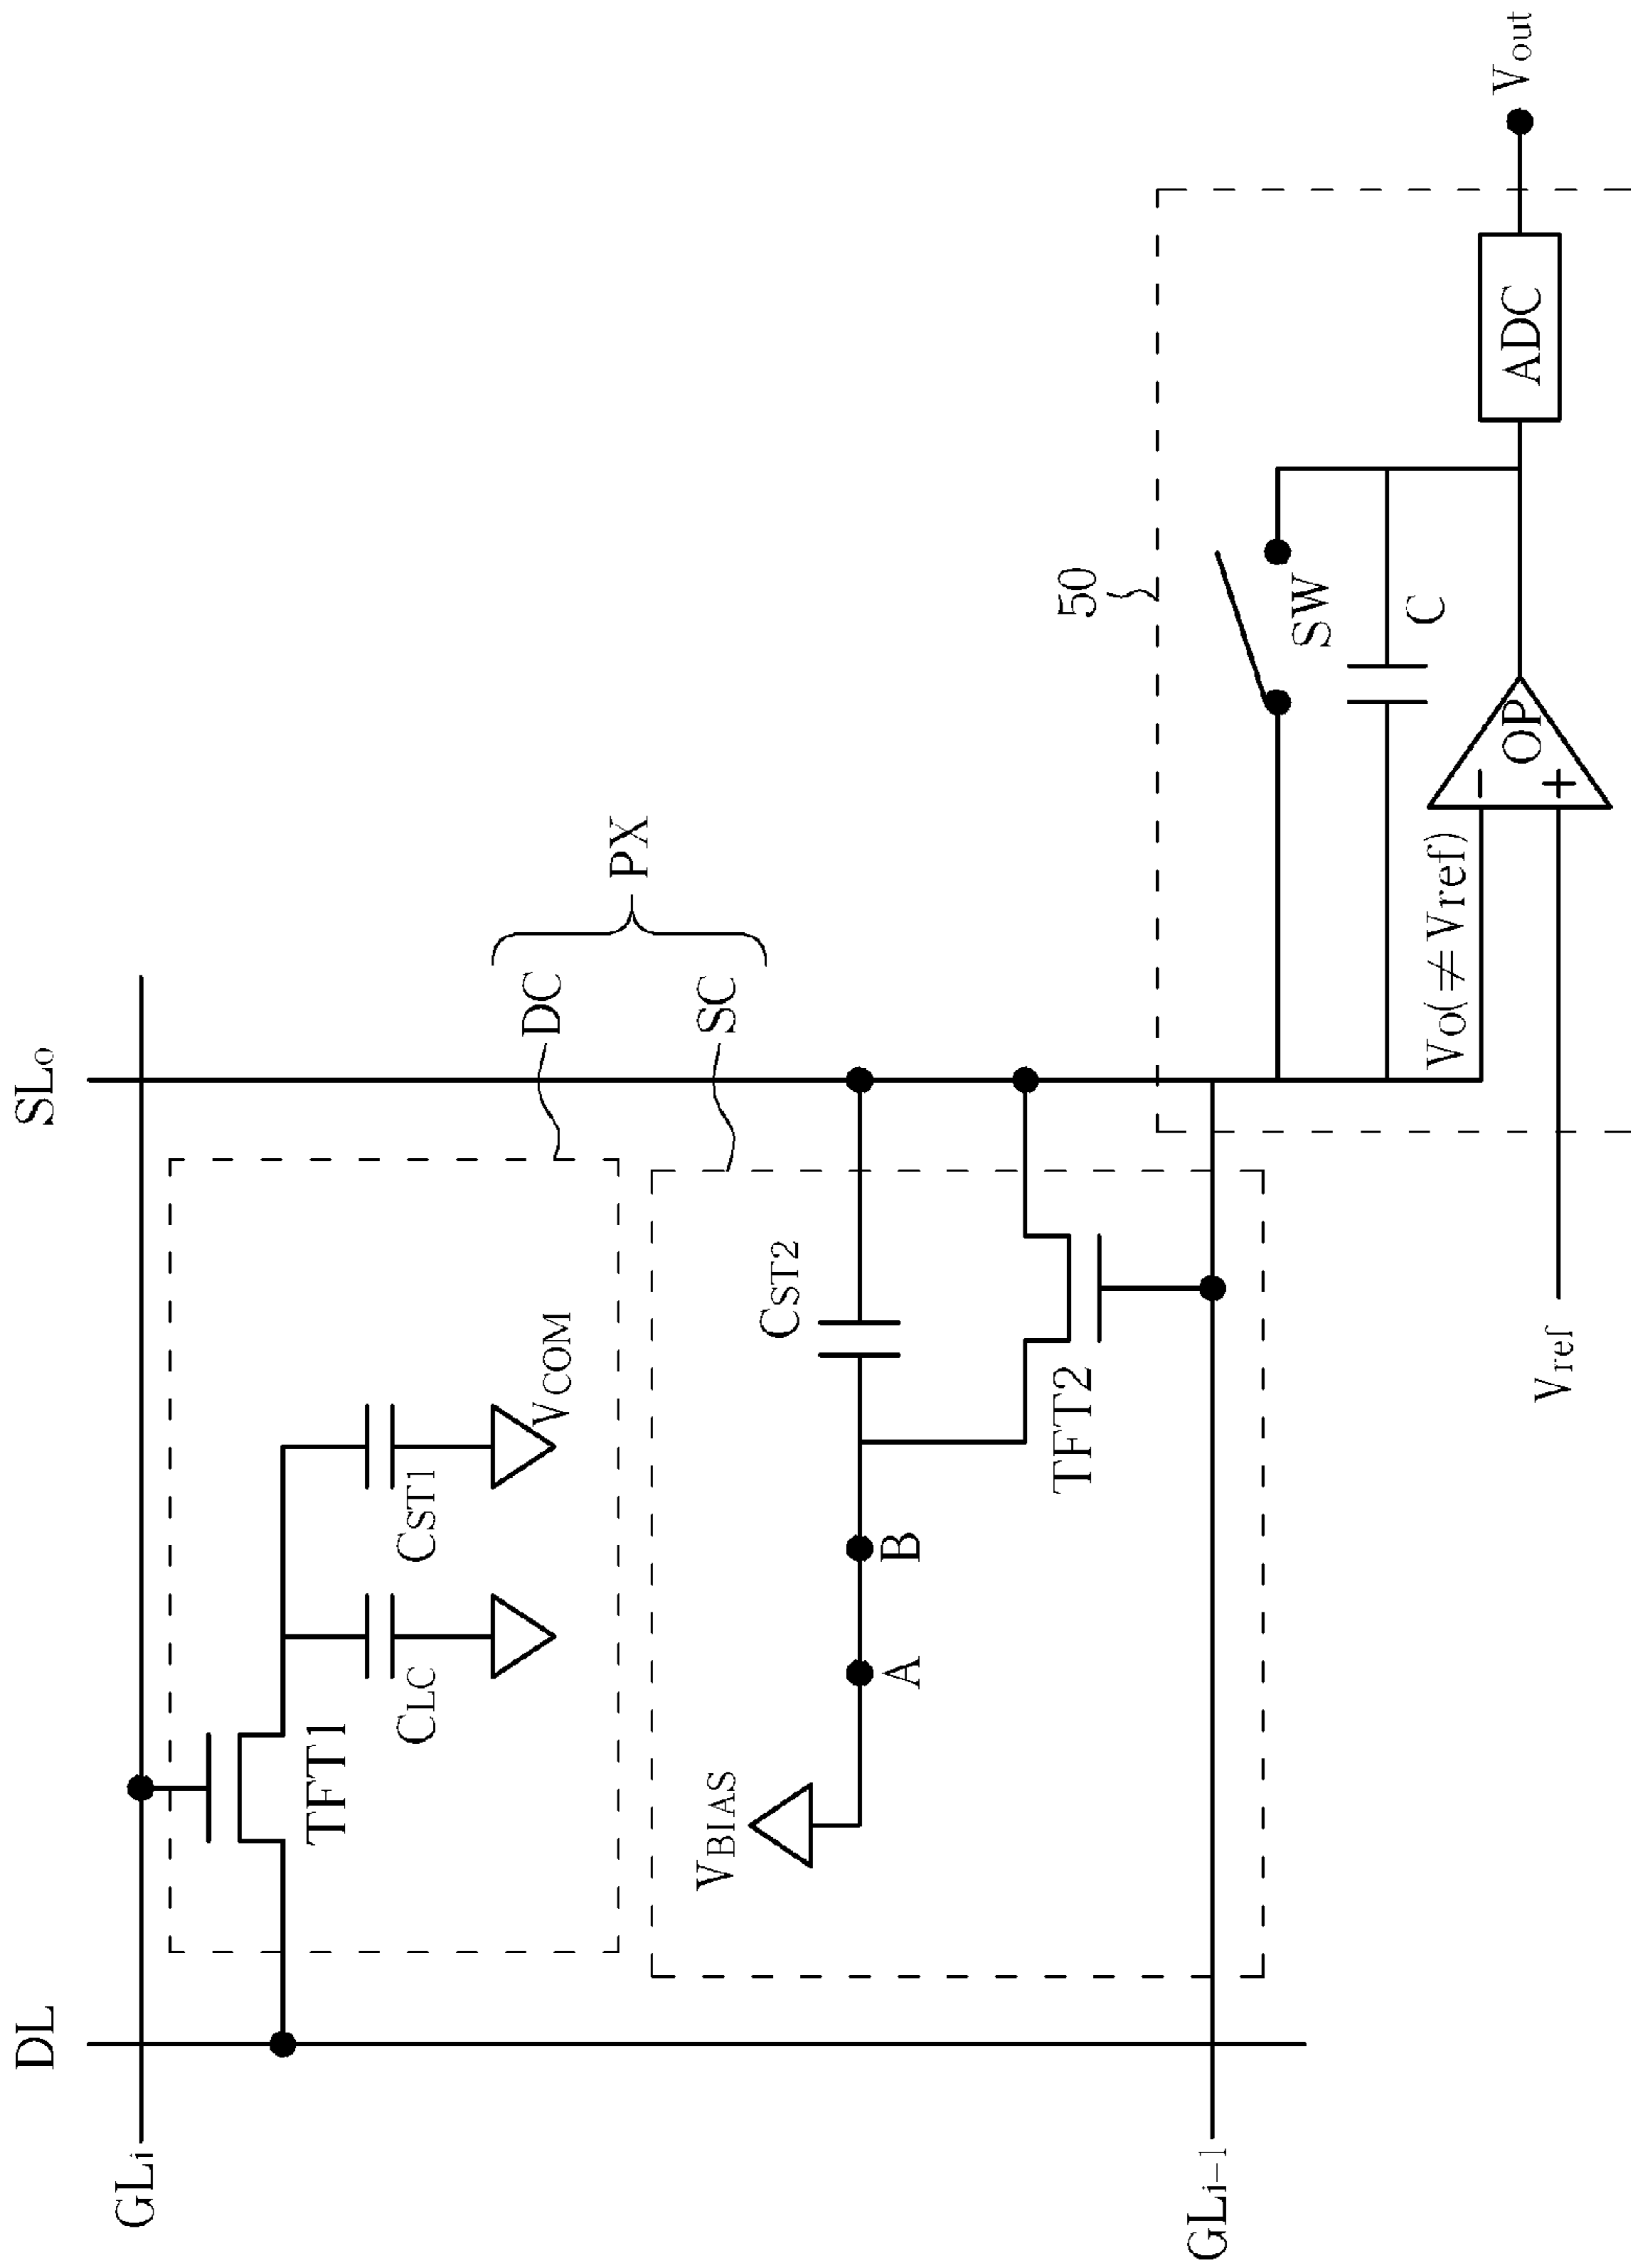 SLo
DL
GLi
DC
PX
SC
TFT1
CLC
CST1
VCOM
VBIAS
A
B
CST2
TFT2
GLi-1
50
SW
C
Vo(≠Vref)
OP
−
+
ADC
Vout
Vref